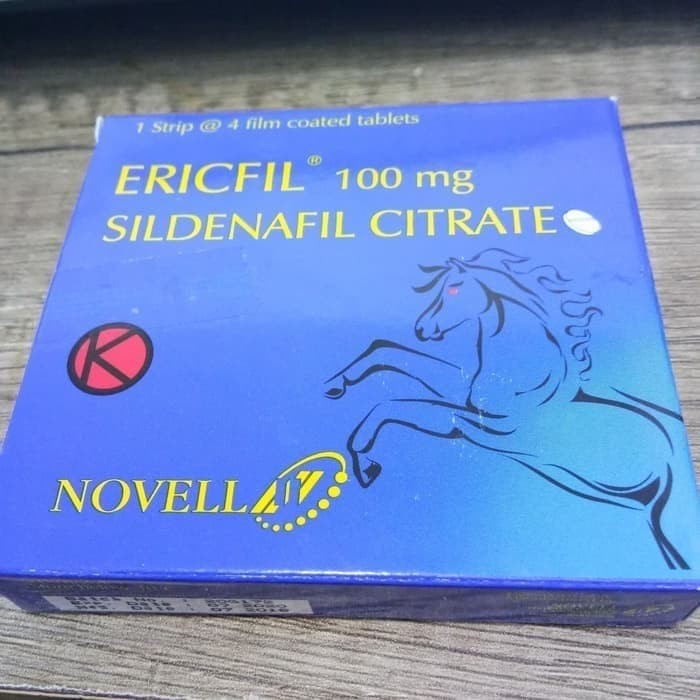 1 Strip @ 4 film coated tablets
ERICFIL® 100 mg
SILDENAFIL CITRATE
K
NOVELL